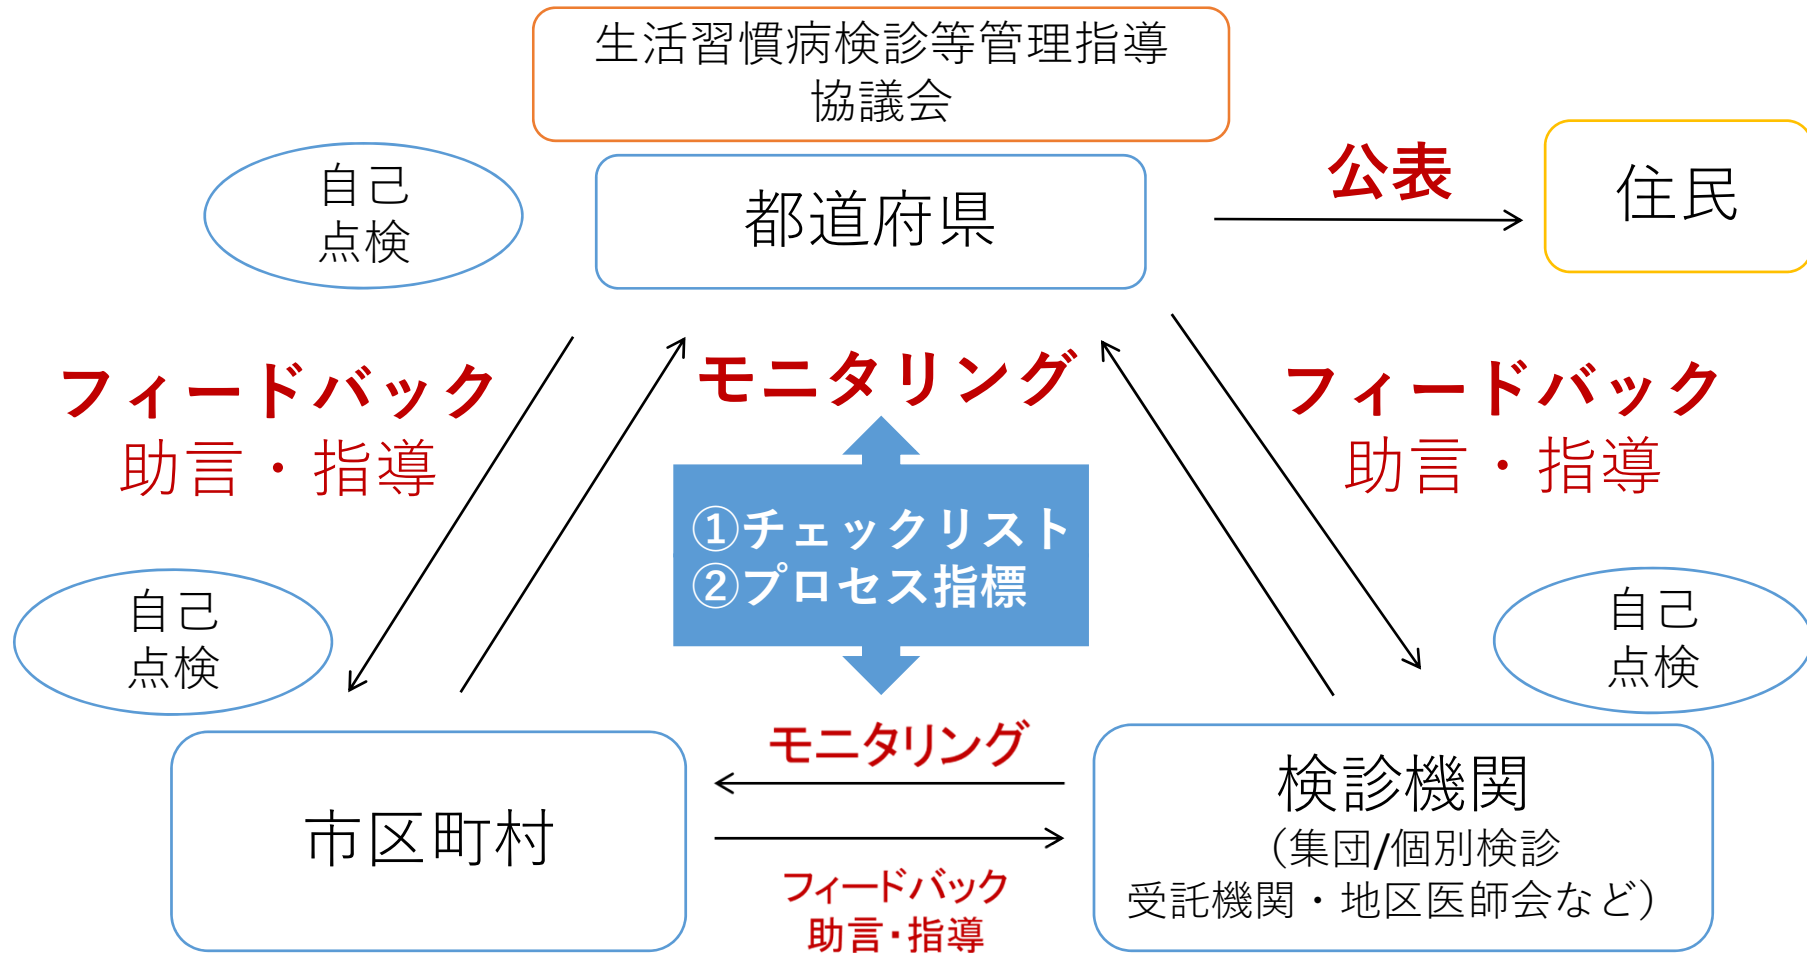 生活習慣病検診等管理指導
協議会
自己
点検
都道府県
公表
住民
フィードバック
助言・指導
モニタリング
フィードバック
助言・指導
①チェックリスト
②プロセス指標
自己
点検
自己
点検
モニタリング
市区町村
検診機関
（集団/個別検診
受託機関・地区医師会など）
フィードバック
助言・指導